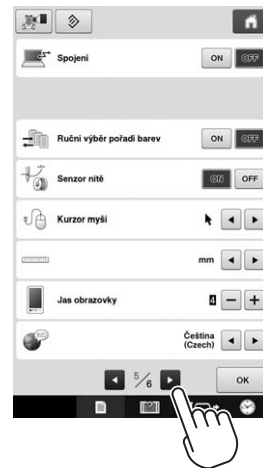 Spojení ON OFF
Ruční výběr pořadí barev ON OFF
Senzor nitě ON OFF
Kurzor myši
mm
Jas obrazovky 4 − +
Čeština
(Czech)
5/6 OK